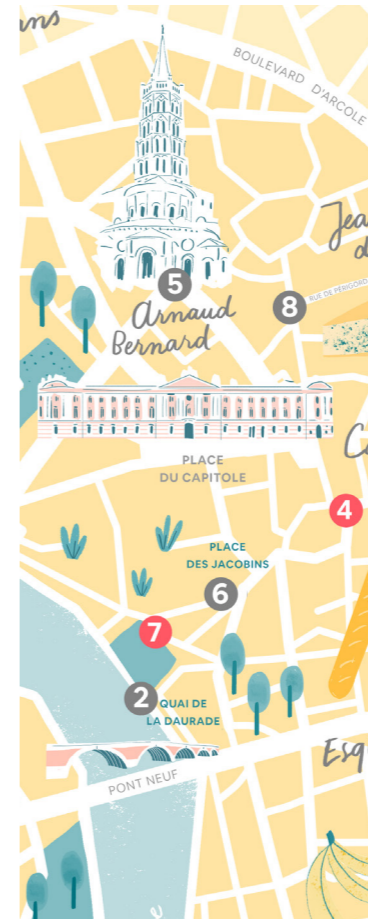 BOULEVARD D'ARCOLE
5
Arnaud
Bernard
8
RUE DE PÉRIGORD
PLACE
DU CAPITOLE
4
PLACE
DES JACOBINS
6
7
2
QUAI DE
LA DAURADE
PONT NEUF
Esq